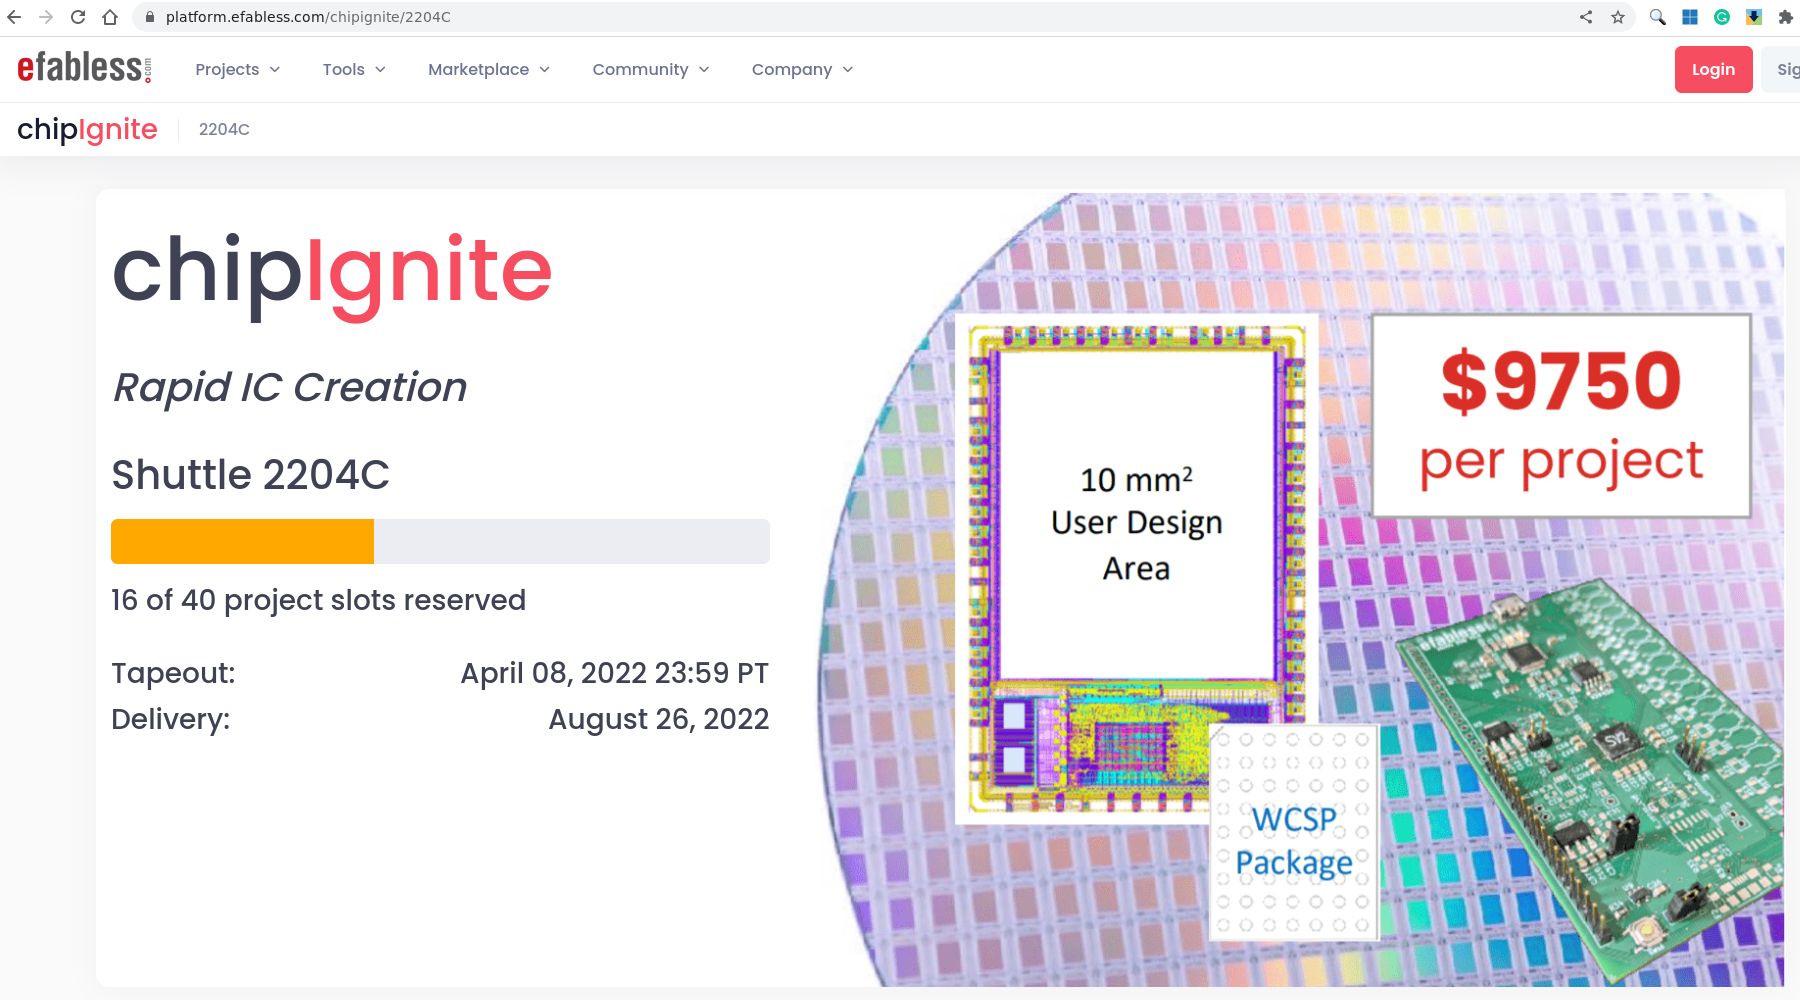 platform.efabless.com/chipignite/2204C
efabless.com
Projects
Tools
Marketplace
Community
Company
Login
Sig
chipIgnite
2204C
chipIgnite
Rapid IC Creation
Shuttle 2204C
16 of 40 project slots reserved
Tapeout: April 08, 2022 23:59 PT
Delivery: August 26, 2022
10 mm²
User Design
Area
$9750
per project
WCSP
Package
efabless